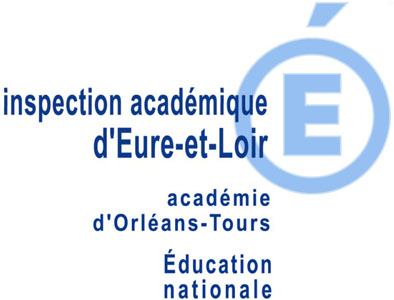 inspection académique
d'Eure-et-Loir
É
académie
d'Orléans-Tours
Éducation
nationale